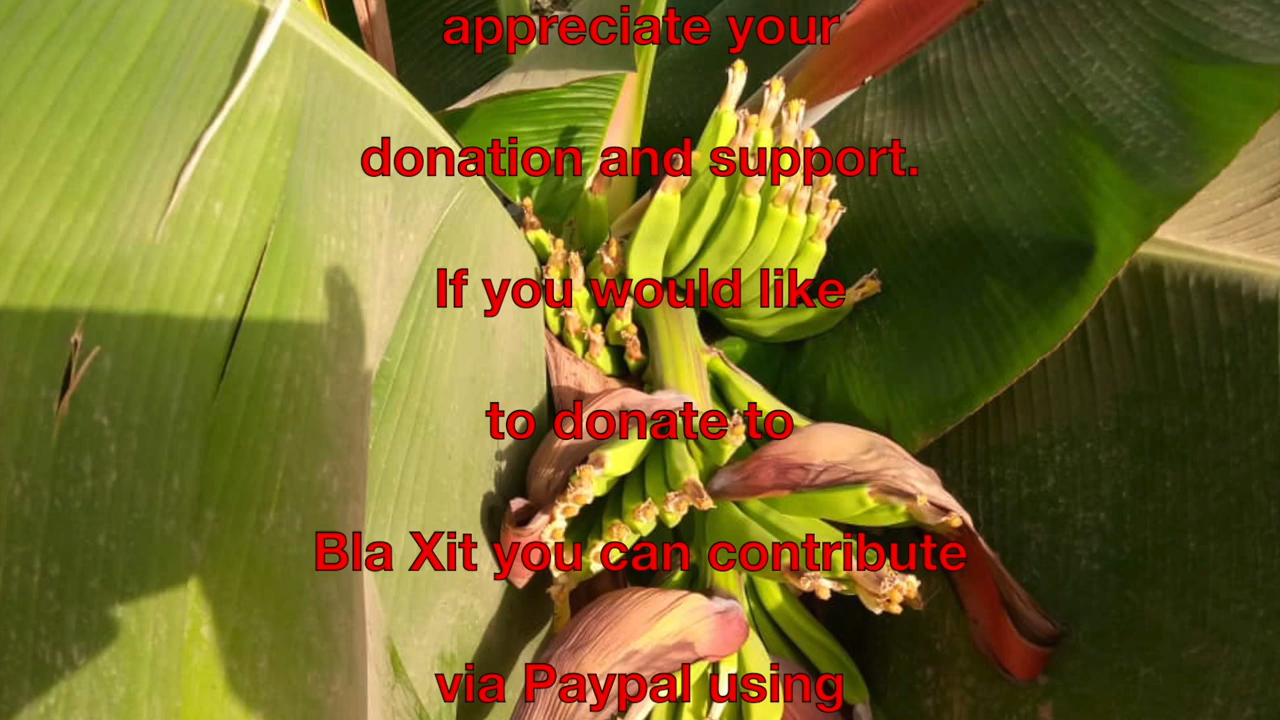 appreciate your
donation and support.
If you would like
to donate to
Bla Xit you can contribute
via Paypal using